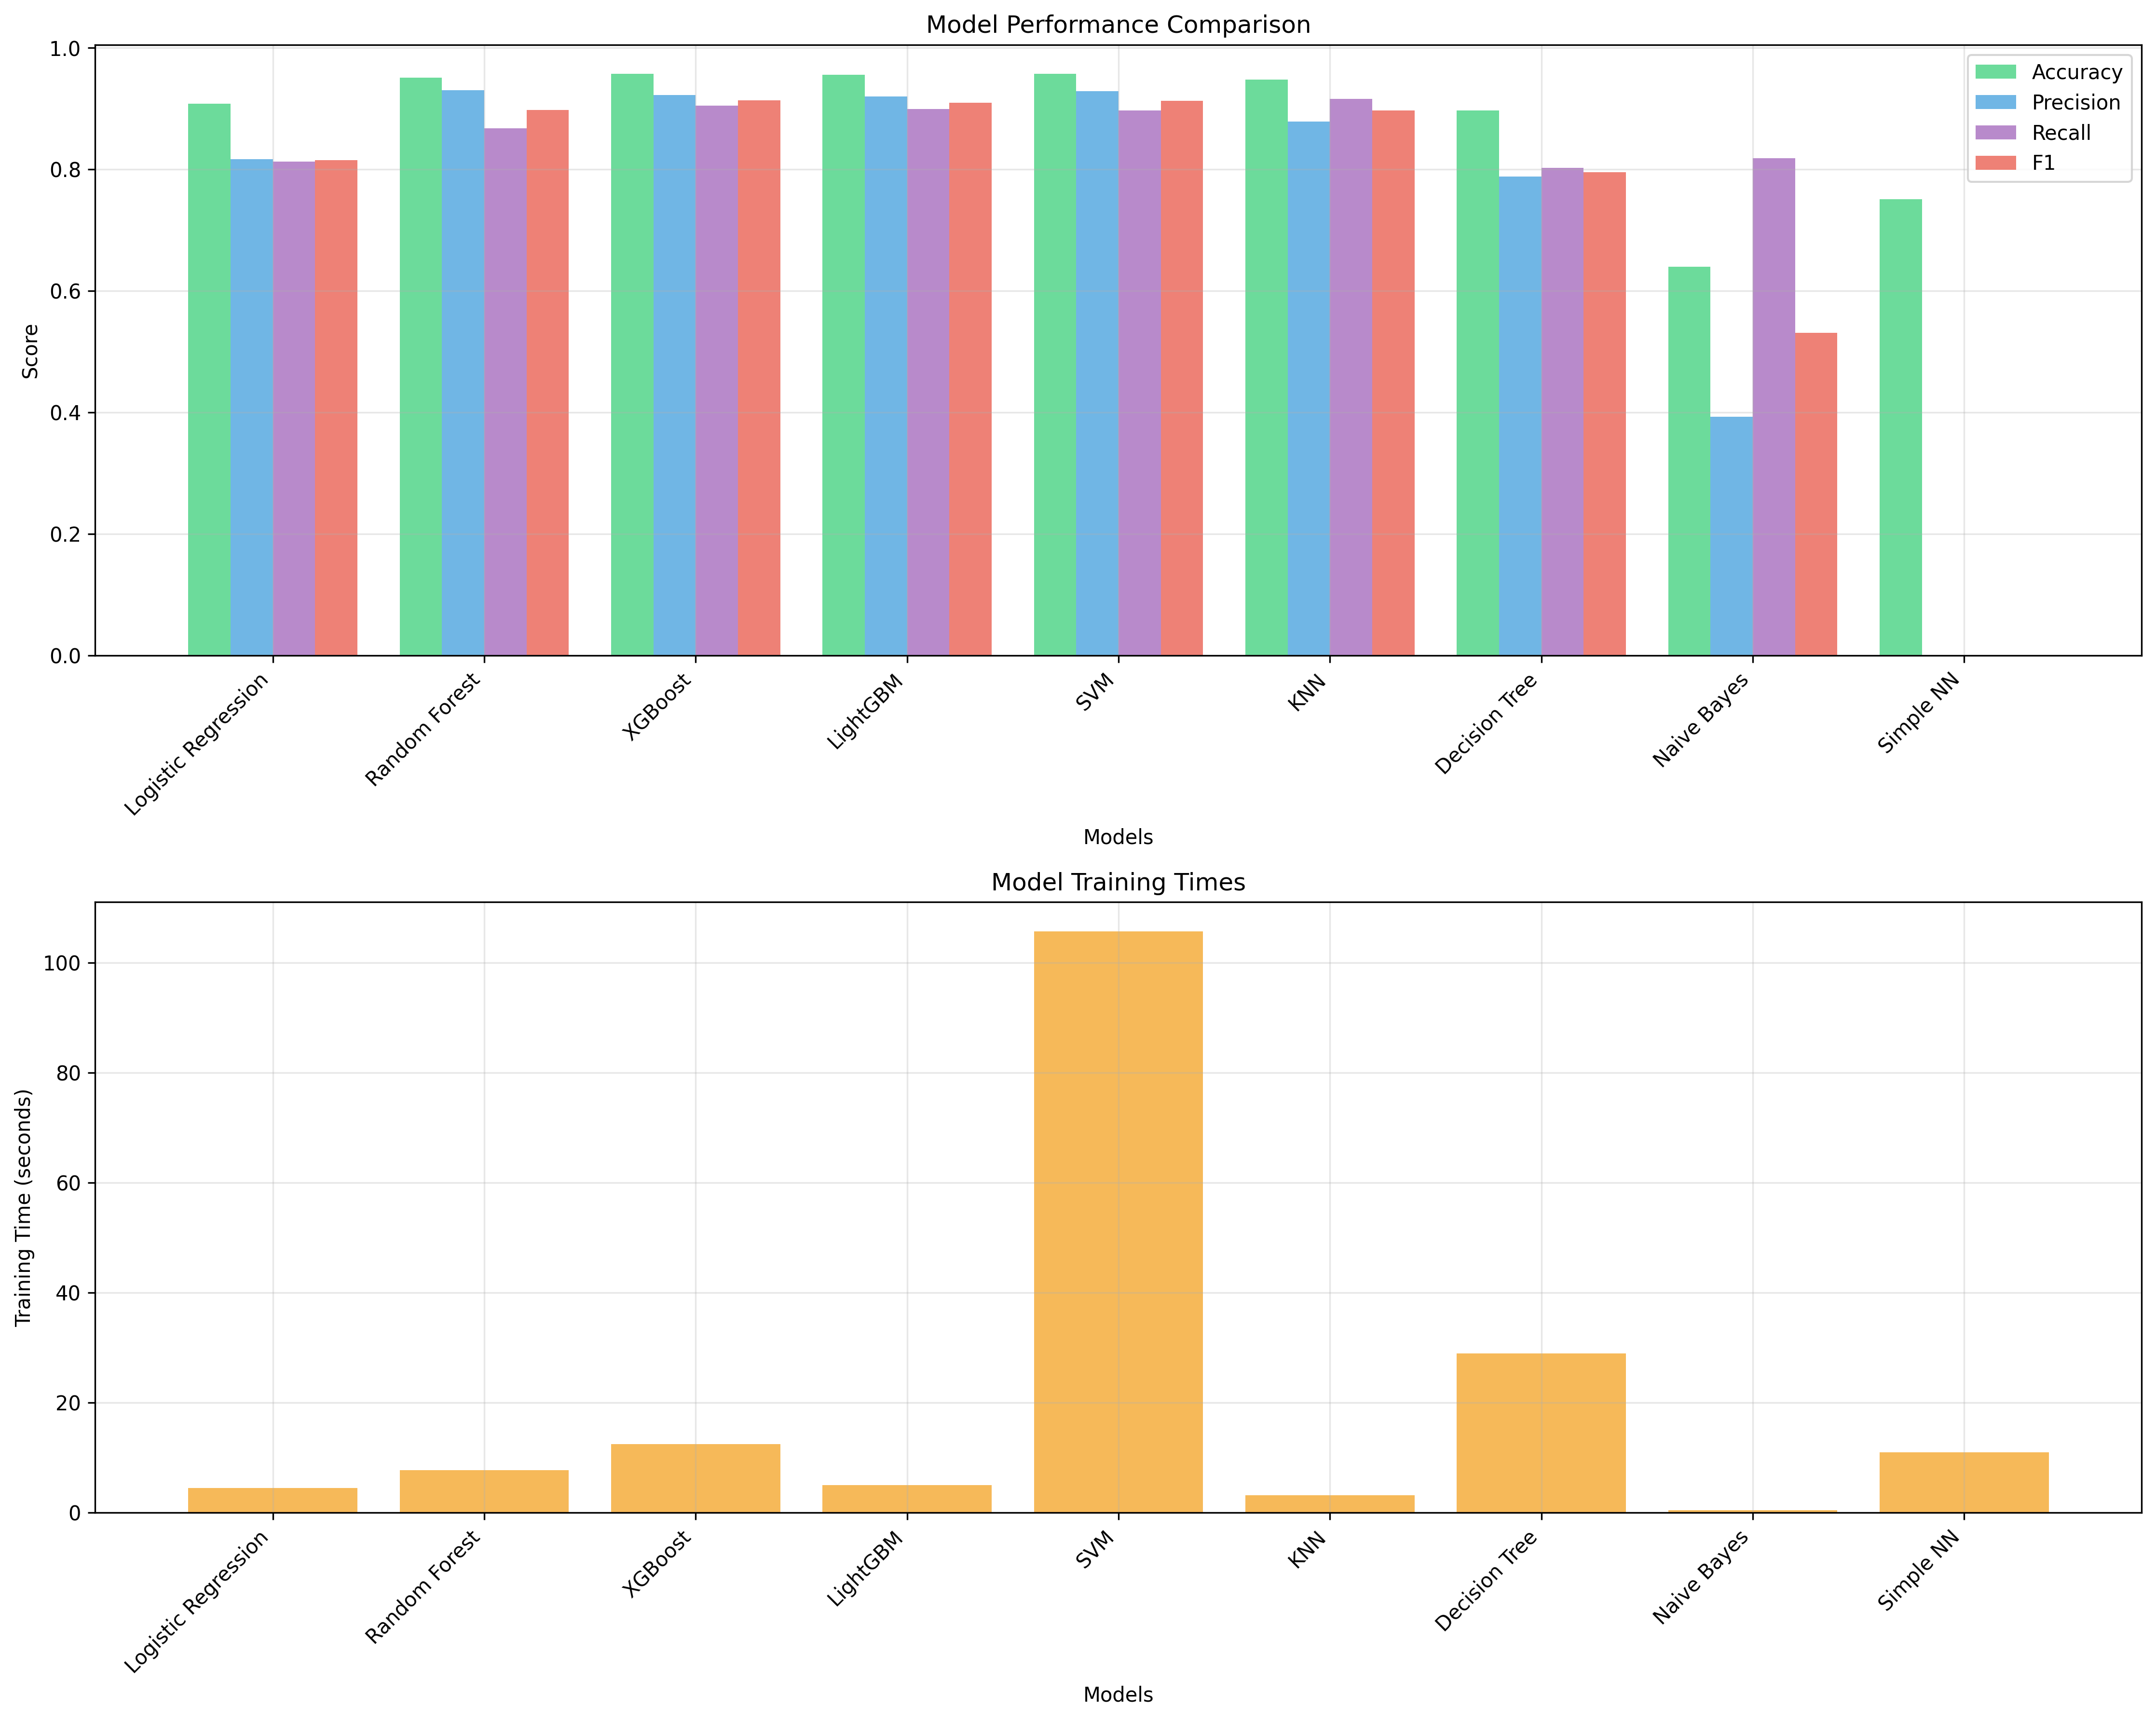 Model Performance Comparison
1.0
0.8
0.6
0.4
0.2
0.0
Score
Accuracy
Precision
Recall
F1
Logistic Regression
Random Forest
XGBoost
LightGBM
SVM
KNN
Decision Tree
Naive Bayes
Simple NN
Models
Model Training Times
100
80
60
40
20
0
Training Time (seconds)
Logistic Regression
Random Forest
XGBoost
LightGBM
SVM
KNN
Decision Tree
Naive Bayes
Simple NN
Models